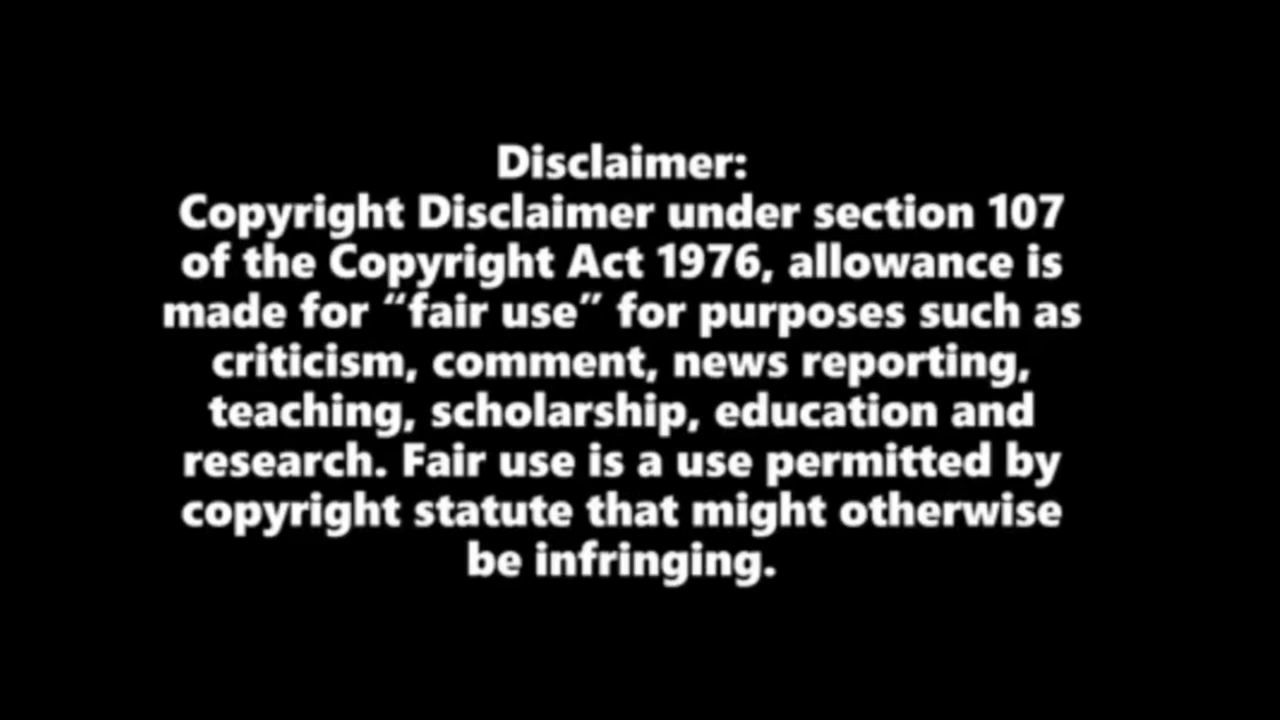 Disclaimer:
Copyright Disclaimer under section 107
of the Copyright Act 1976, allowance is
made for “fair use” for purposes such as
criticism, comment, news reporting,
teaching, scholarship, education and
research. Fair use is a use permitted by
copyright statute that might otherwise
be infringing.